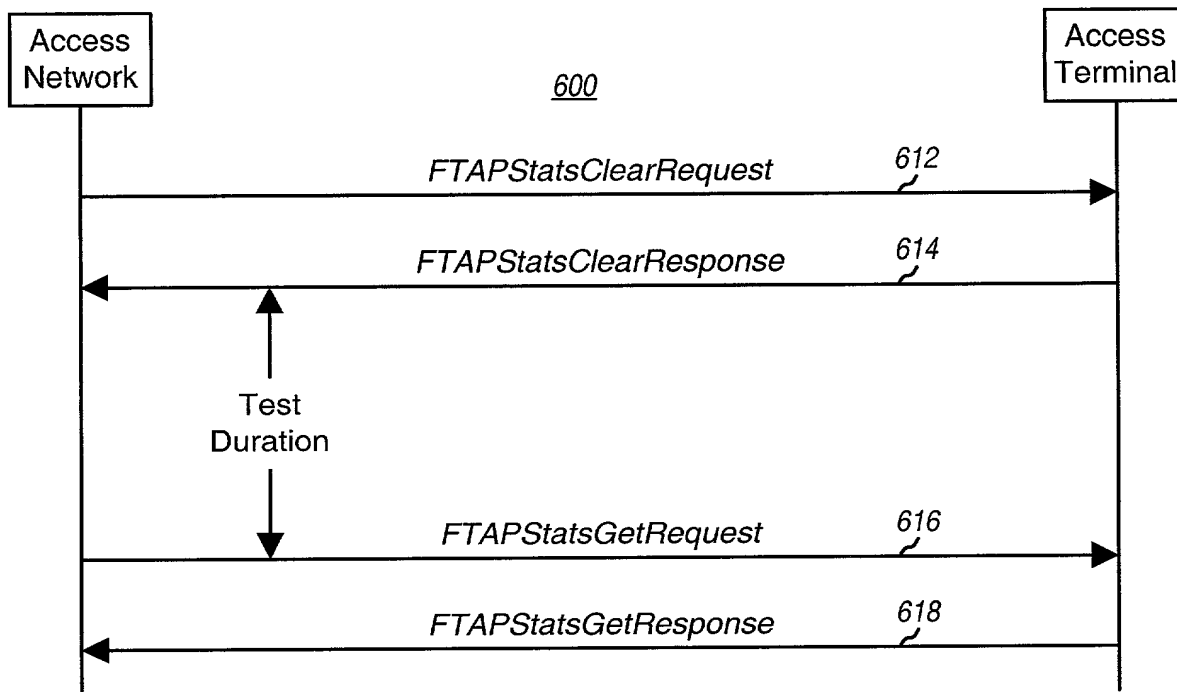 Access
Network
Access
Terminal
600
FTAPStatsClearRequest
612
FTAPStatsClearResponse
614
Test
Duration
FTAPStatsGetRequest
616
FTAPStatsGetResponse
618